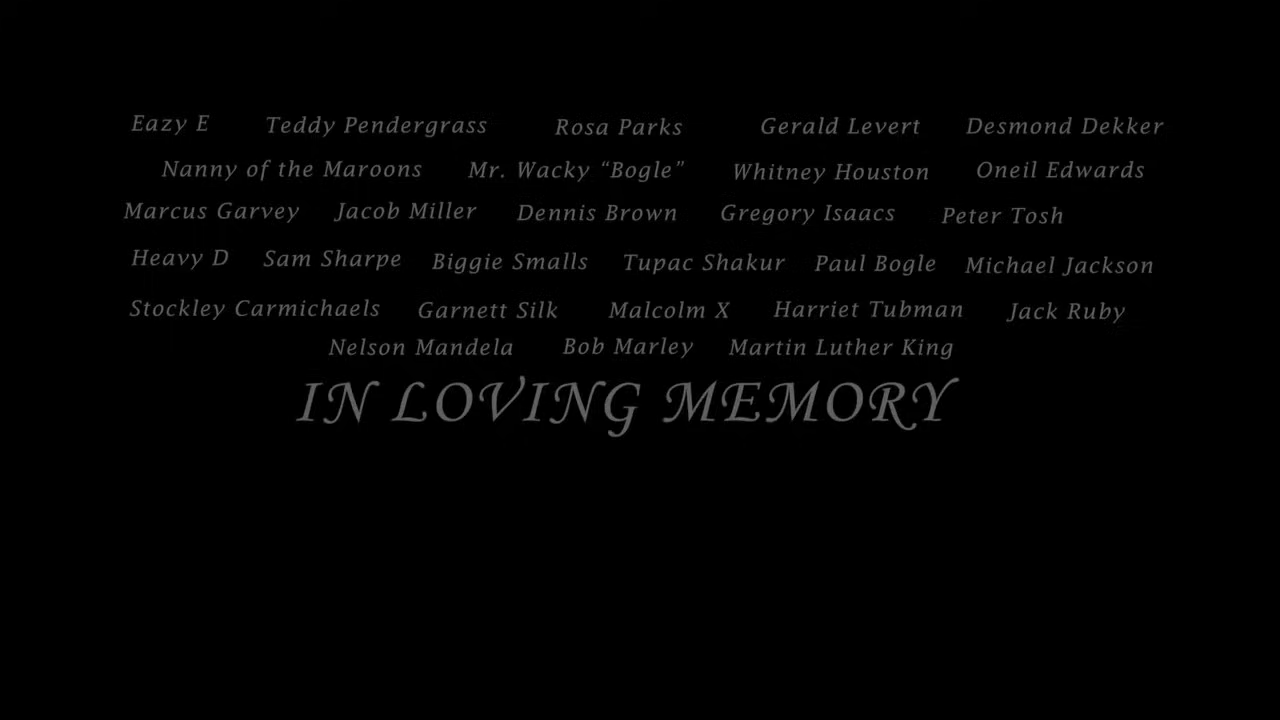 Eazy E Teddy Pendergrass Rosa Parks Gerald Levert Desmond Dekker
Nanny of the Maroons Mr. Wacky “Bogle” Whitney Houston Oneil Edwards
Marcus Garvey Jacob Miller Dennis Brown Gregory Isaacs Peter Tosh
Heavy D Sam Sharpe Biggie Smalls Tupac Shakur Paul Bogle Michael Jackson
Stockley Carmichaels Garnett Silk Malcolm X Harriet Tubman Jack Ruby
Nelson Mandela Bob Marley Martin Luther King
IN LOVING MEMORY